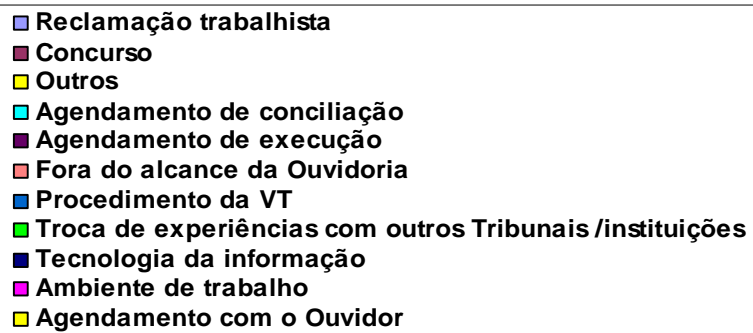 Reclamação trabalhista
Concurso
Outros
Agendamento de conciliação
Agendamento de execução
Fora do alcance da Ouvidoria
Procedimento da VT
Troca de experiências com outros Tribunais /instituições
Tecnologia da informação
Ambiente de trabalho
Agendamento com o Ouvidor